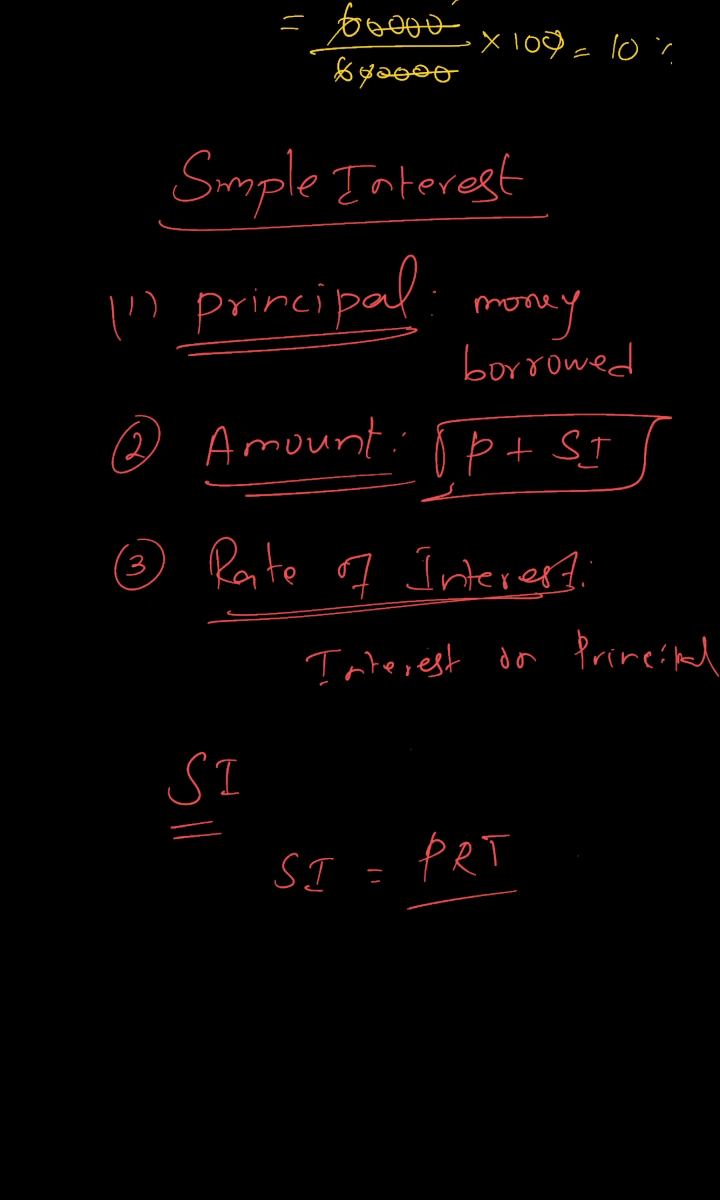 = 60000
600000 × 100 = 10 %
Simple Interest
(1) principal: money
borrowed
② Amount: P + SI
③ Rate of Interest:
Interest on Principal
SI
SI = PRT